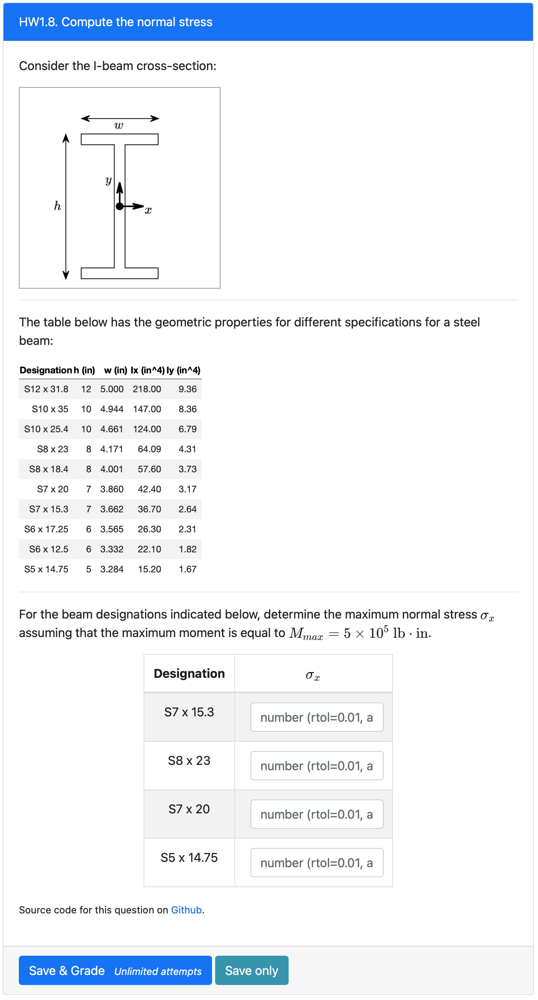 HW1.8. Compute the normal stress
Consider the I-beam cross-section:
w
y
h
x
The table below has the geometric properties for different specifications for a steel
beam:
Designation h (in) w (in) Ix (in^4) Iy (in^4)
S12 x 31.8 12 5.000 218.00 9.36
S10 x 35 10 4.944 147.00 8.36
S10 x 25.4 10 4.661 124.00 6.79
S8 x 23 8 4.171 64.09 4.31
S8 x 18.4 8 4.001 57.60 3.73
S7 x 20 7 3.860 42.40 3.17
S7 x 15.3 7 3.662 36.70 2.64
S6 x 17.25 6 3.565 26.30 2.31
S6 x 12.5 6 3.332 22.10 1.82
S5 x 14.75 5 3.284 15.20 1.67
For the beam designations indicated below, determine the maximum normal stress σₓ
assuming that the maximum moment is equal to M_max = 5 × 10⁵ lb · in.
Designation σₓ
S7 x 15.3 number (rtol=0.01, a
S8 x 23 number (rtol=0.01, a
S7 x 20 number (rtol=0.01, a
S5 x 14.75 number (rtol=0.01, a
Source code for this question on Github.
Save & Grade Unlimited attempts Save only